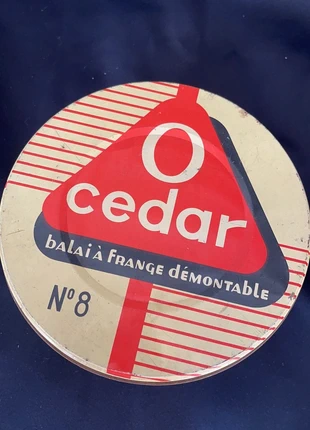 O
cedar
balai à FRANGE démontable
N° 8